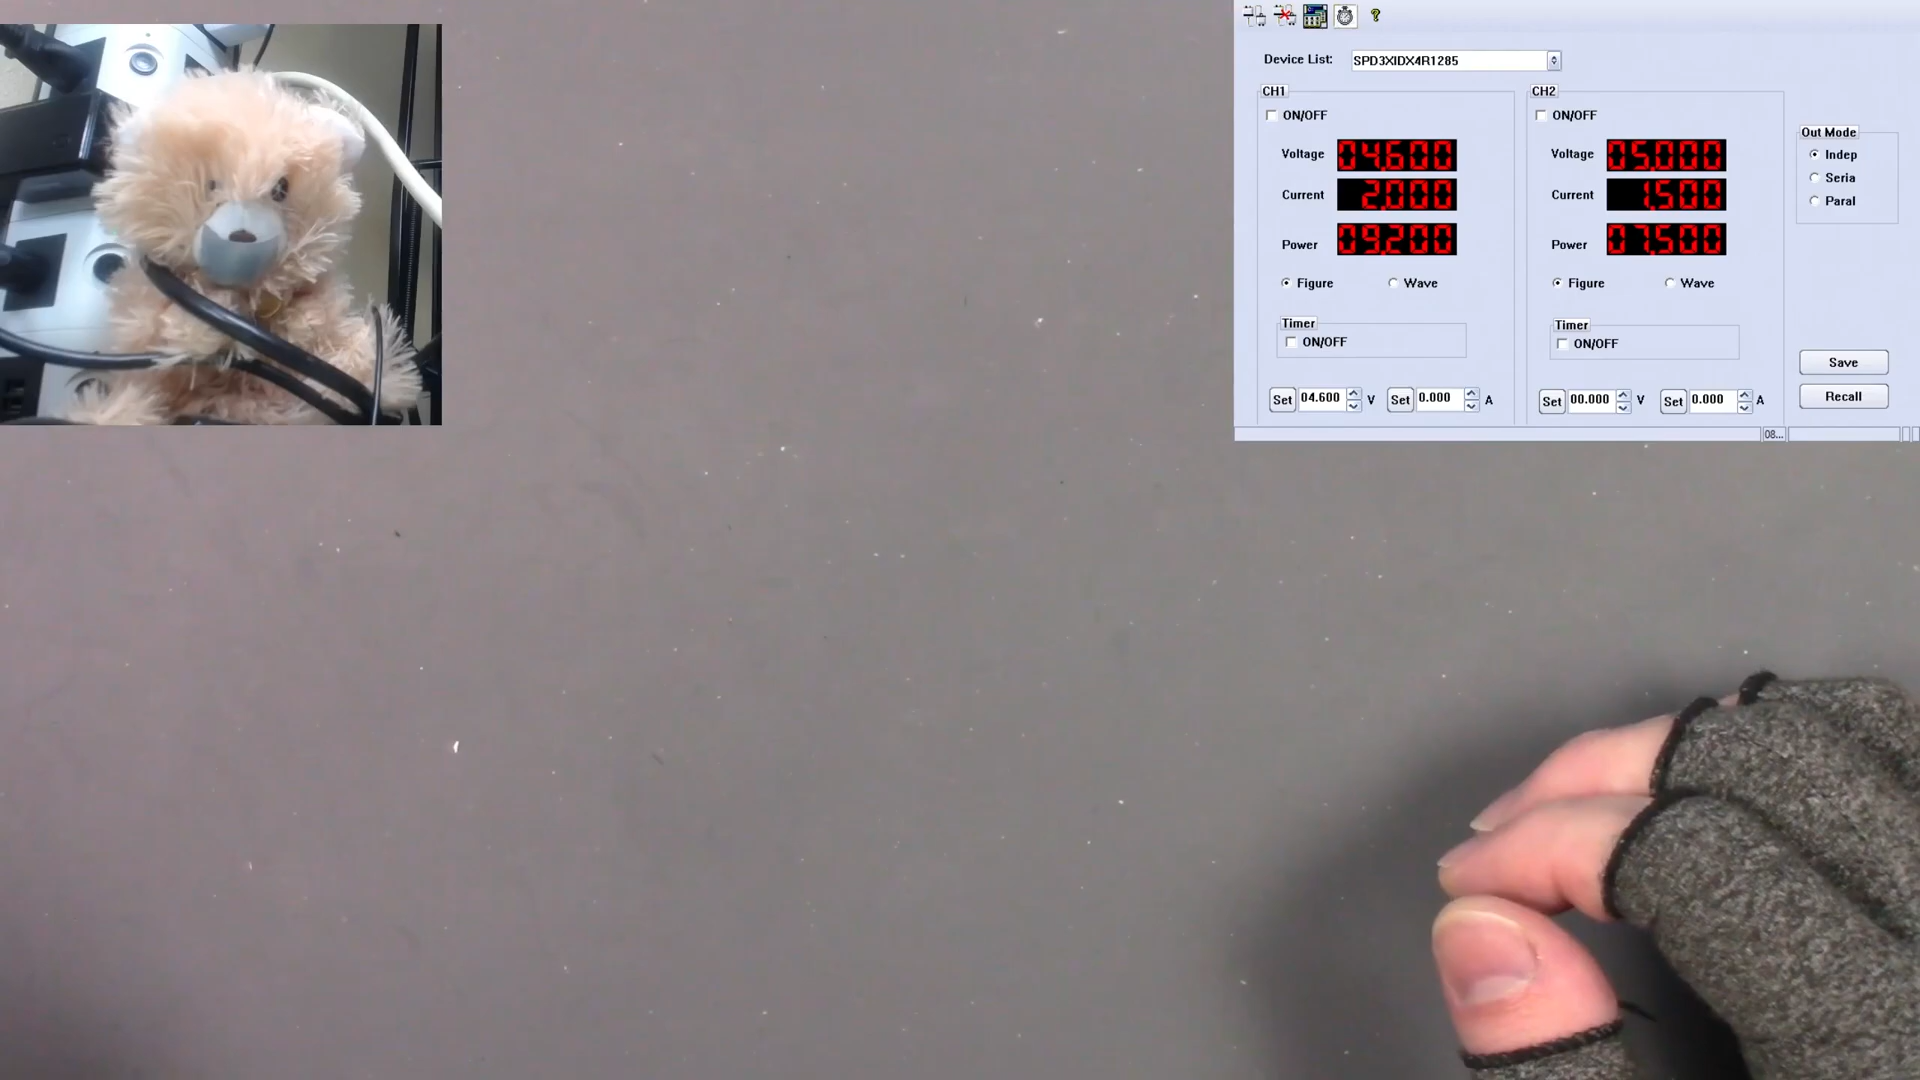 Device List: SPD3XIDX4R1285
CH1
ON/OFF
Voltage 04.600
Current 2.000
Power 09.200
Figure Wave
Timer
ON/OFF
Set 04.600 V Set 0.000 A
CH2
ON/OFF
Voltage 05.000
Current 1.500
Power 07.500
Figure Wave
Timer
ON/OFF
Set 00.000 V Set 0.000 A
Out Mode
Indep
Seria
Paral
Save
Recall
08...